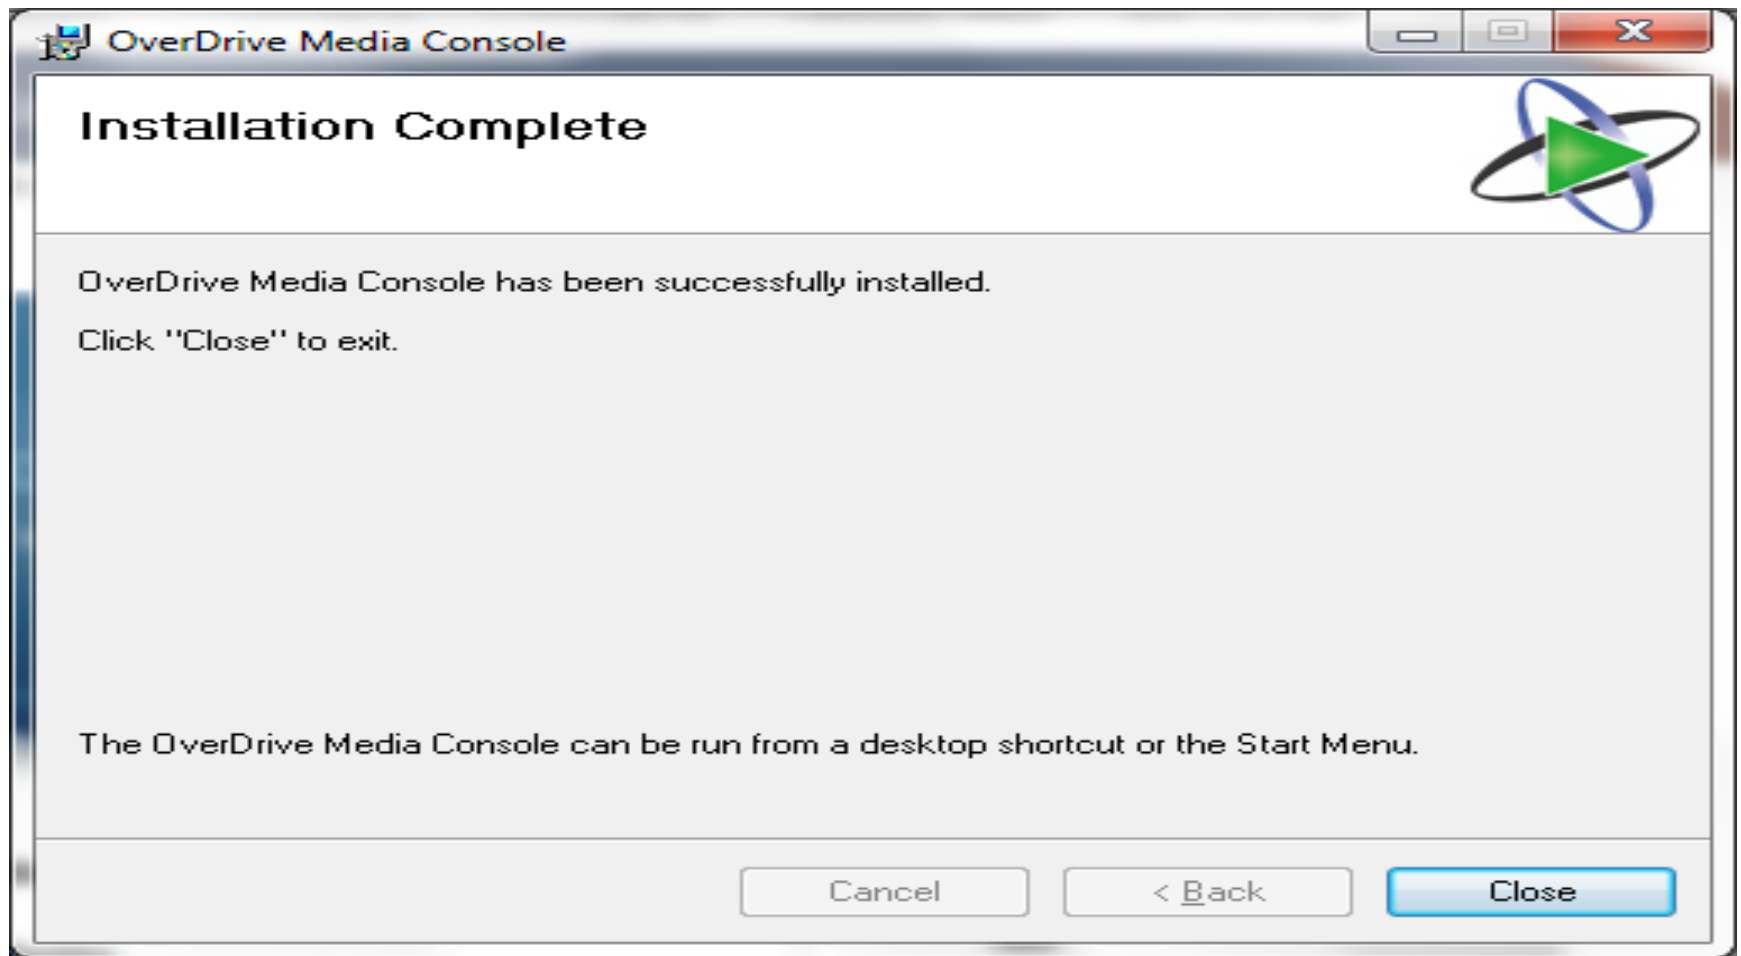 OverDrive Media Console
Installation Complete
OverDrive Media Console has been successfully installed.
Click "Close" to exit.
The OverDrive Media Console can be run from a desktop shortcut or the Start Menu.
Cancel
< Back
Close